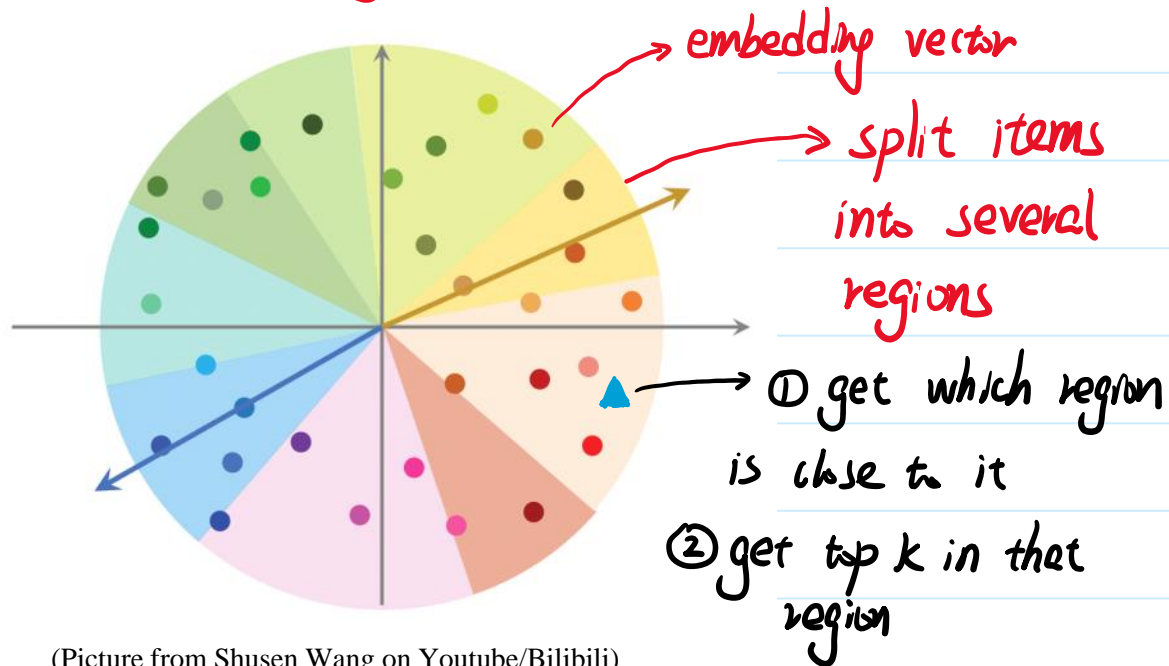 embedding vector
split items
into several
regions
① get which region
is close to it
② get top k in that
region
(Picture from Shusen Wang on Youtube/Bilibili)